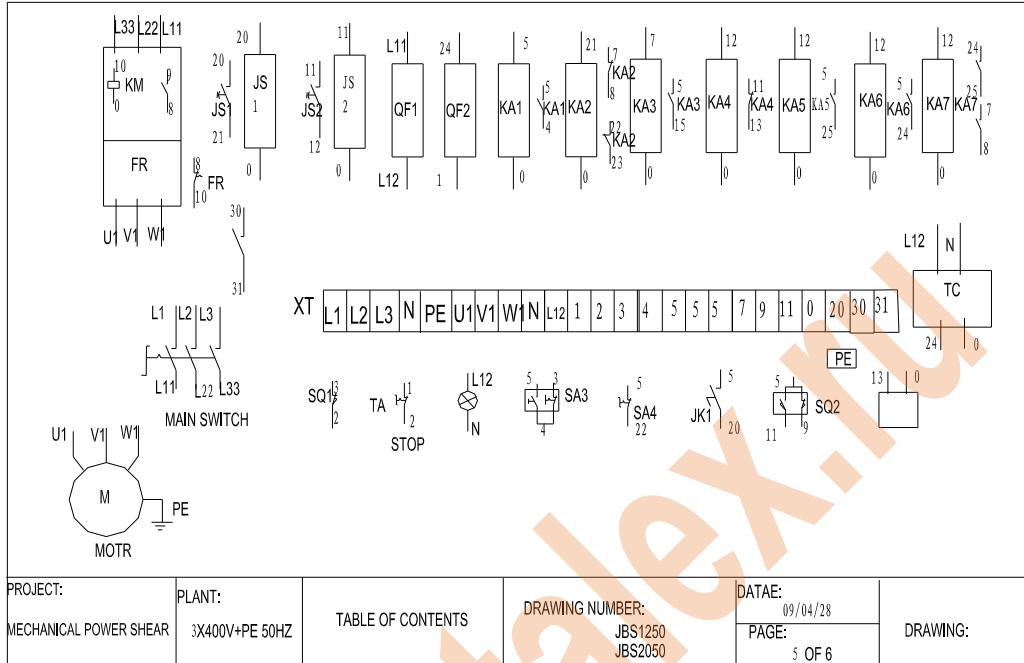 L33 L22 L11
10 KM 9
0 8
FR
U1 V1 W1
8 FR
10
20
20 JS
JS1 1
21 0
30
31
11
11 JS
JS2 2
12 0
L11
QF1
L12
24
QF2
1
5
KA1
0
5
KA1
4
21
KA2
0
7
KA2
8
22
KA2
23
7
KA3
0
5
KA3
15
12
KA4
0
11
KA4
13
12
KA5
0
5
KA5
25
12
KA6
0
5
KA6
24
12
KA7
0
24
25
KA7 7
8
L12 N
TC
24 0
XT L1 L2 L3 N PE U1 V1 W1 N L12 1 2 3 4 5 5 5 7 9 11 0 20 30 31
PE
L1 L2 L3
L11 L22 L33
MAIN SWITCH
SQ1 3
2
TA 1
2
STOP
L12
N
5 3
SA3
4
5
SA4
22
5
JK1
20
5
SQ2
11 9
13 0
U1 V1 W1
M
PE
MOTR
PROJECT:
MECHANICAL POWER SHEAR
PLANT:
3X400V+PE 50HZ
TABLE OF CONTENTS
DRAWING NUMBER:
JBS1250
JBS2050
DATAE:
09/04/28
PAGE:
5 OF 6
DRAWING:
talex.ru